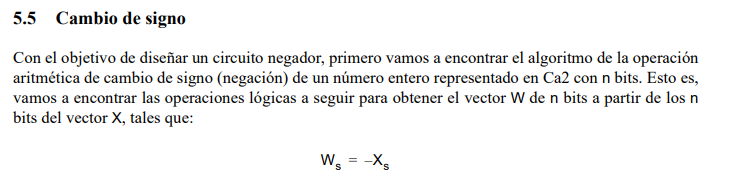 5.5 Cambio de signo
Con el objetivo de diseñar un circuito negador, primero vamos a encontrar el algoritmo de la operación
aritmética de cambio de signo (negación) de un número entero representado en Ca2 con n bits. Esto es,
vamos a encontrar las operaciones lógicas a seguir para obtener el vector W de n bits a partir de los n
bits del vector X, tales que:
Wₛ = –Xₛ